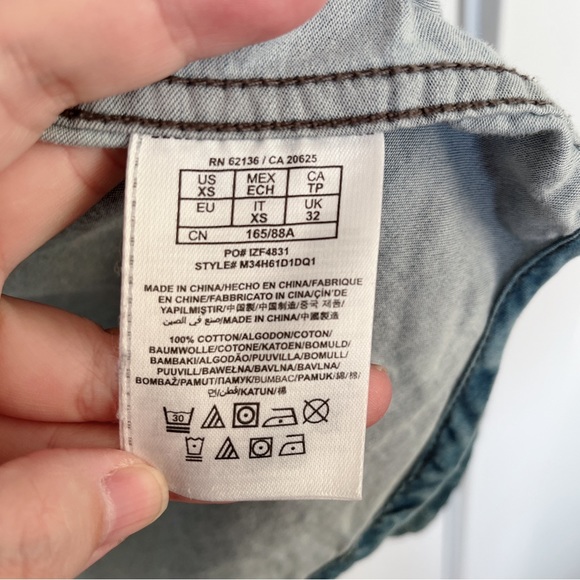 RN 62136 / CA 20625
US MEX CA
XS ECH TP
EU IT UK
XS 32
CN 165/88A
PO# IZF4831
STYLE# M34H61D1DQ1
MADE IN CHINA/HECHO EN CHINA/FABRIQUE
EN CHINE/FABBRICATO IN CINA/ÇİN'DE
YAPILMIŞTIR/中国製/中国制造/중국 제조/
صنع في الصين/MADE IN CHINA/中國製造
100% COTTON/ALGODON/COTON/
BAUMWOLLE/COTONE/KATOEN/BOMULD/
BAMBAKI/ALGODÃO/PUUVILLA/BOMULL/
PUUVILL/BAWEŁNA/BAVLNA/BAVLNA/
BOMBAŽ/PAMUT/ПАМУК/BUMBAC/PAMUK/綿/棉/
면/قطن/KATUN/棉
30